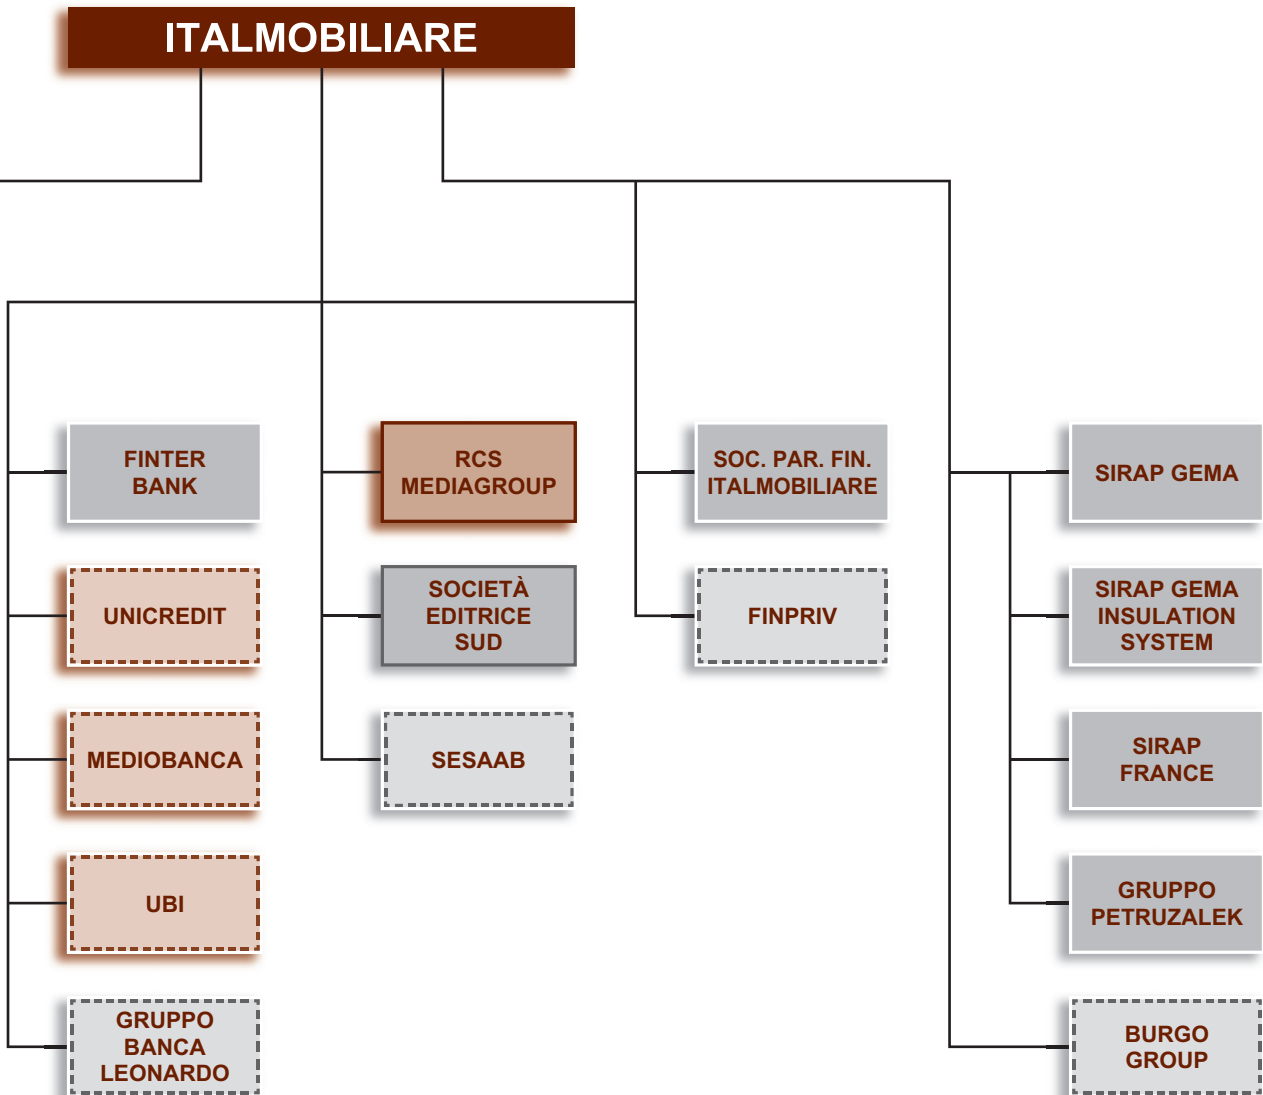 ITALMOBILIARE
FINTER
BANK
RCS
MEDIAGROUP
SOC. PAR. FIN.
ITALMOBILIARE
SIRAP GEMA
UNICREDIT
SOCIETÀ
EDITRICE
SUD
FINPRIV
SIRAP GEMA
INSULATION
SYSTEM
MEDIOBANCA
SESAAB
SIRAP
FRANCE
UBI
GRUPPO
PETRUZALEK
GRUPPO
BANCA
LEONARDO
BURGO
GROUP